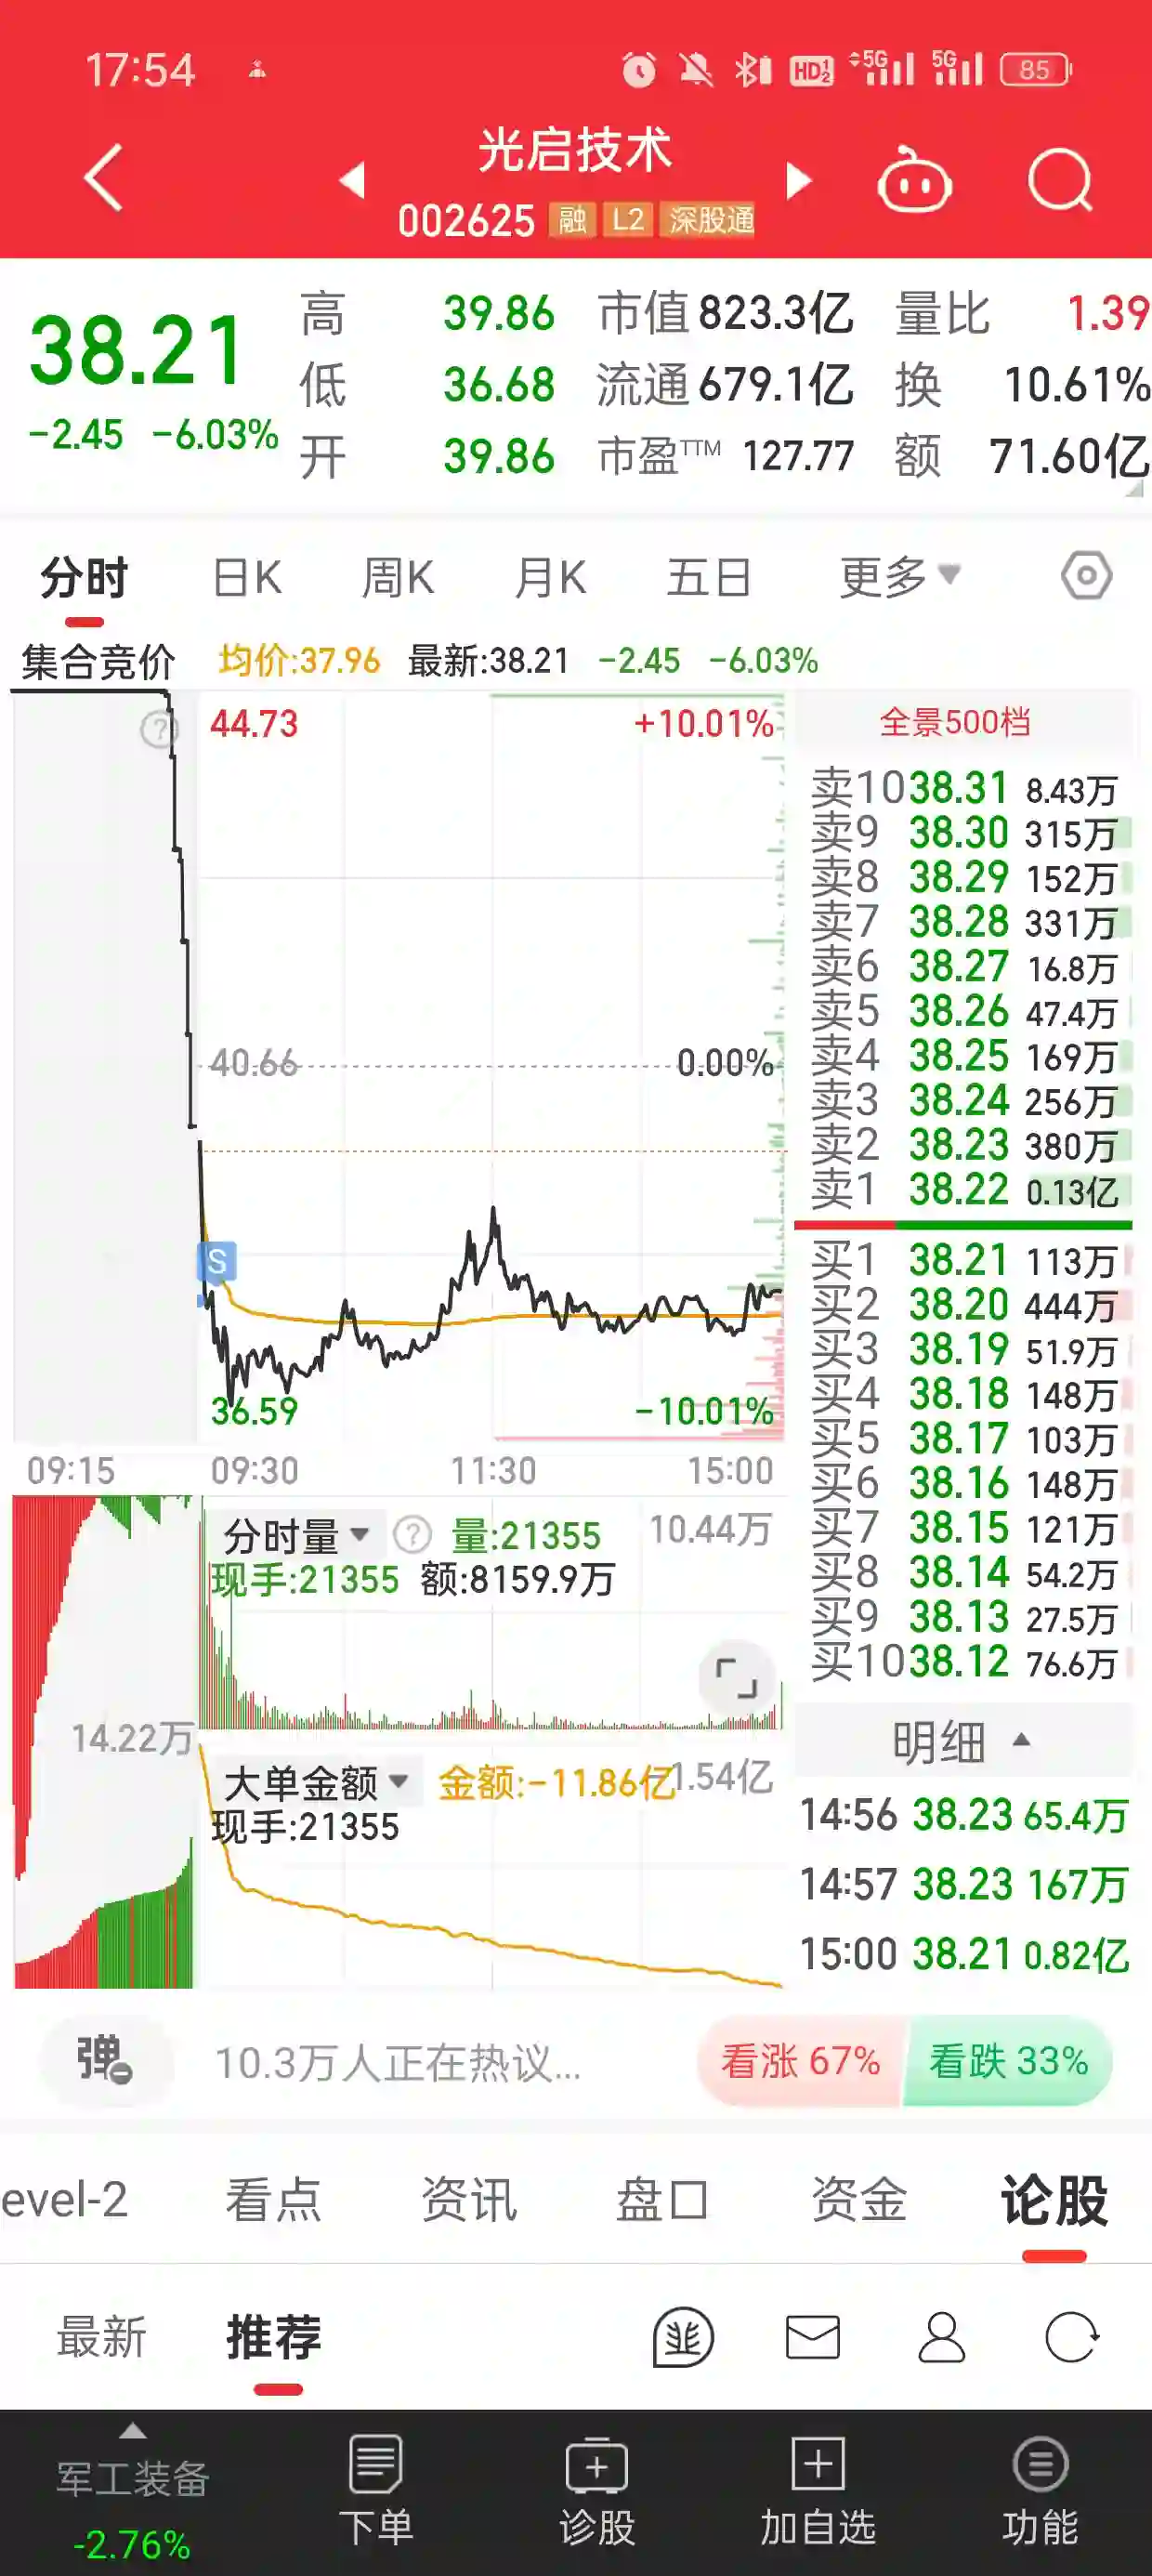 17:54 HD 5G 5G 85
光启技术
002625 融 L2 深股通
38.21
-2.45 -6.03%
高 39.86 市值 823.3亿 量比 1.39
低 36.68 流通 679.1亿 换 10.61%
开 39.86 市盈TTM 127.77 额 71.60亿
分时 日K 周K 月K 五日 更多
集合竞价 均价:37.96 最新:38.21 -2.45 -6.03%
44.73 +10.01%
40.66 0.00%
S
36.59 -10.01%
09:15 09:30 11:30 15:00
分时量 ? 量:21355 10.44万
现手:21355 额:8159.9万
14.22万
大单金额 金额:-11.86亿 1.54亿
现手:21355
全景500档
卖10 38.31 8.43万
卖9 38.30 315万
卖8 38.29 152万
卖7 38.28 331万
卖6 38.27 16.8万
卖5 38.26 47.4万
卖4 38.25 169万
卖3 38.24 256万
卖2 38.23 380万
卖1 38.22 0.13亿
买1 38.21 113万
买2 38.20 444万
买3 38.19 51.9万
买4 38.18 148万
买5 38.17 103万
买6 38.16 148万
买7 38.15 121万
买8 38.14 54.2万
买9 38.13 27.5万
买10 38.12 76.6万
明细
14:56 38.23 65.4万
14:57 38.23 167万
15:00 38.21 0.82亿
弹 10.3万人正在热议... 看涨 67% 看跌 33%
evel-2 看点 资讯 盘口 资金 论股
最新 推荐
军工装备 下单 诊股 加自选 功能
-2.76%